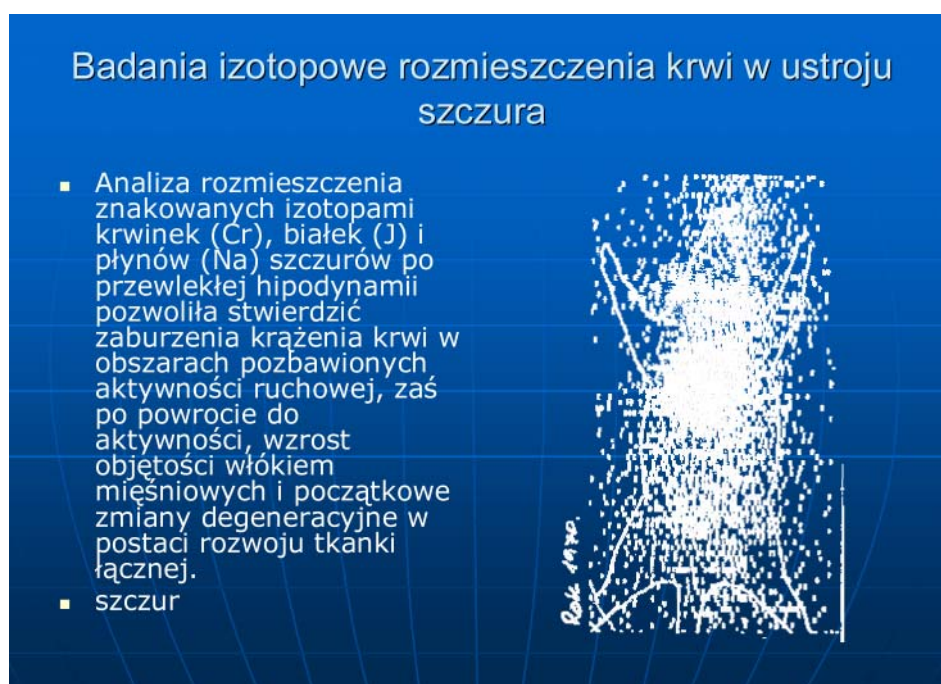 Badania izotopowe rozmieszczenia krwi w ustroju
szczura
Analiza rozmieszczenia
znakowanych izotopami
krwinek (Cr), białek (J) i
płynów (Na) szczurów po
przewlekłej hipodynamii
pozwoliła stwierdzić
zaburzenia krążenia krwi w
obszarach pozbawionych
aktywności ruchowej, zaś
po powrocie do
aktywności, wzrost
objętości włókiem
mięśniowych i początkowe
zmiany degeneracyjne w
postaci rozwoju tkanki
łącznej.
szczur
Rok 1970.